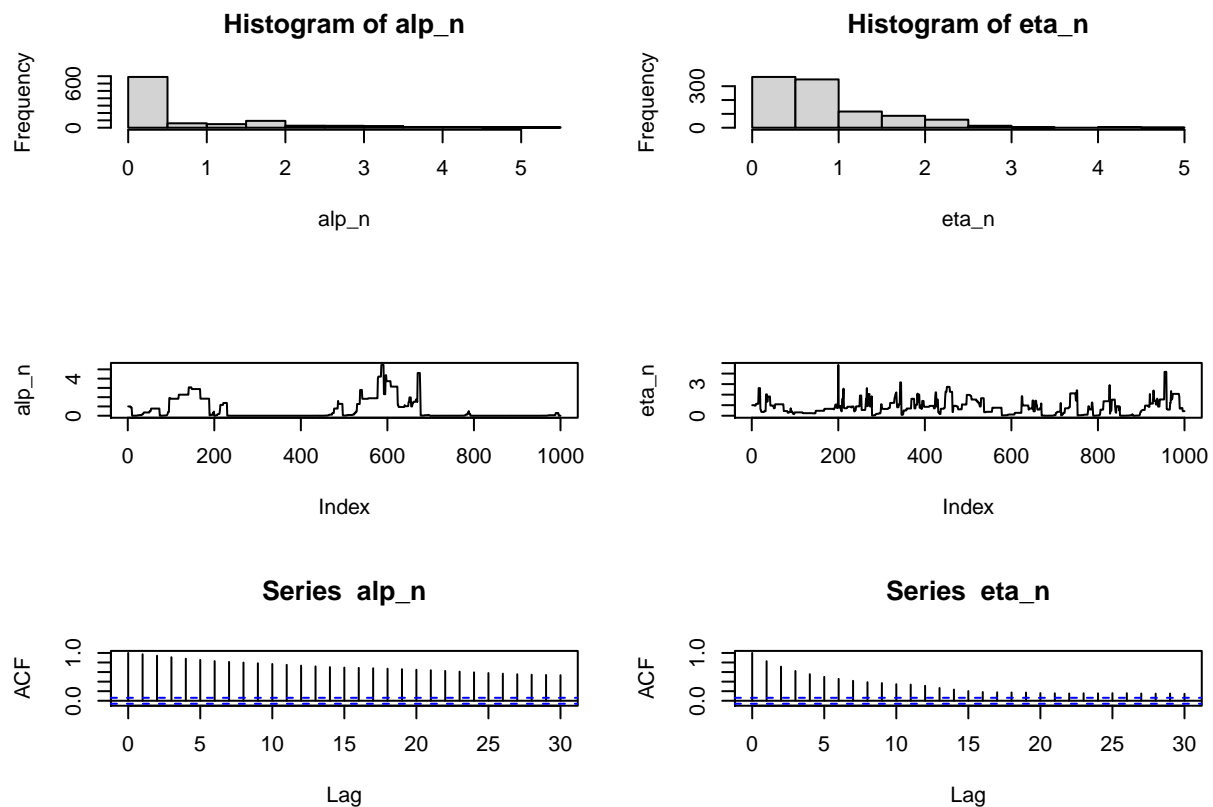 Histogram of alp_n
Frequency
0 600
0 1 2 3 4 5
alp_n
Histogram of eta_n
Frequency
0 300
0 1 2 3 4 5
eta_n
alp_n
0 4
0 200 400 600 800 1000
Index
eta_n
0 3
0 200 400 600 800 1000
Index
Series alp_n
ACF
0.0 1.0
0 5 10 15 20 25 30
Lag
Series eta_n
ACF
0.0 1.0
0 5 10 15 20 25 30
Lag